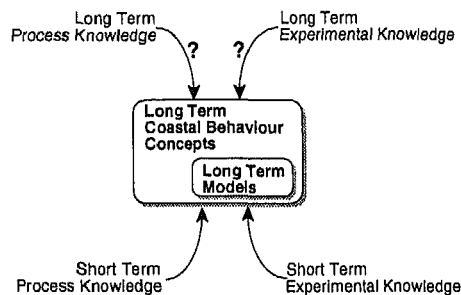 Long Term
Process Knowledge
Long Term
Experimental Knowledge
?
?
Long Term
Coastal Behaviour
Concepts
Long Term
Models
Short Term
Process Knowledge
Short Term
Experimental Knowledge